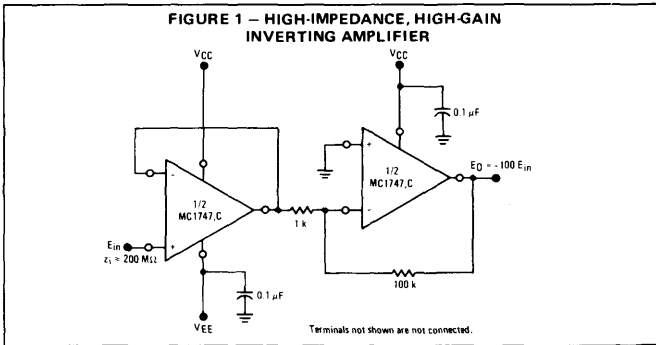 FIGURE 1 — HIGH-IMPEDANCE, HIGH-GAIN
INVERTING AMPLIFIER
VCC
VCC
0.1 μF
+
1/2
MC1747,C
-
EO = -100 Ein
-
1/2
MC1747,C
+
1 k
Ein
zi = 200 MΩ
100 k
0.1 μF
VEE
Terminals not shown are not connected.